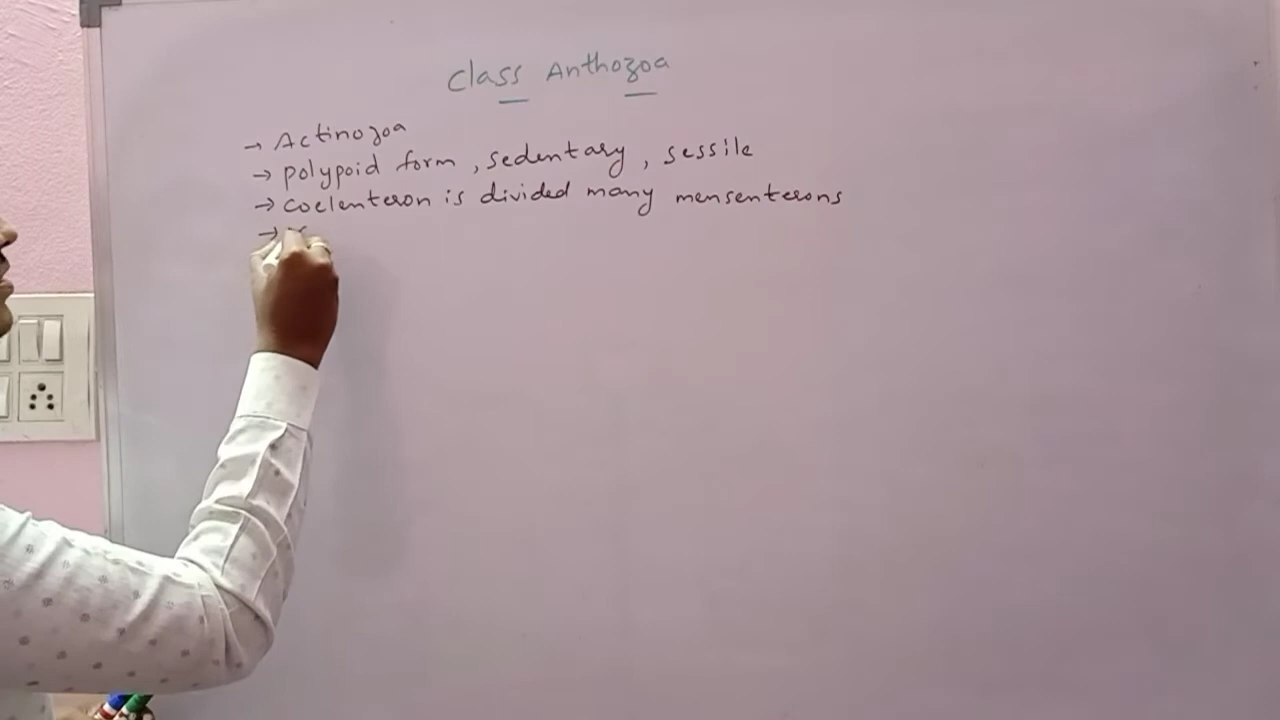 Class Anthozoa
→ Actinozoa
→ polypoid form , sedentary , sessile
→ coelenteron is divided many mensenterons
→